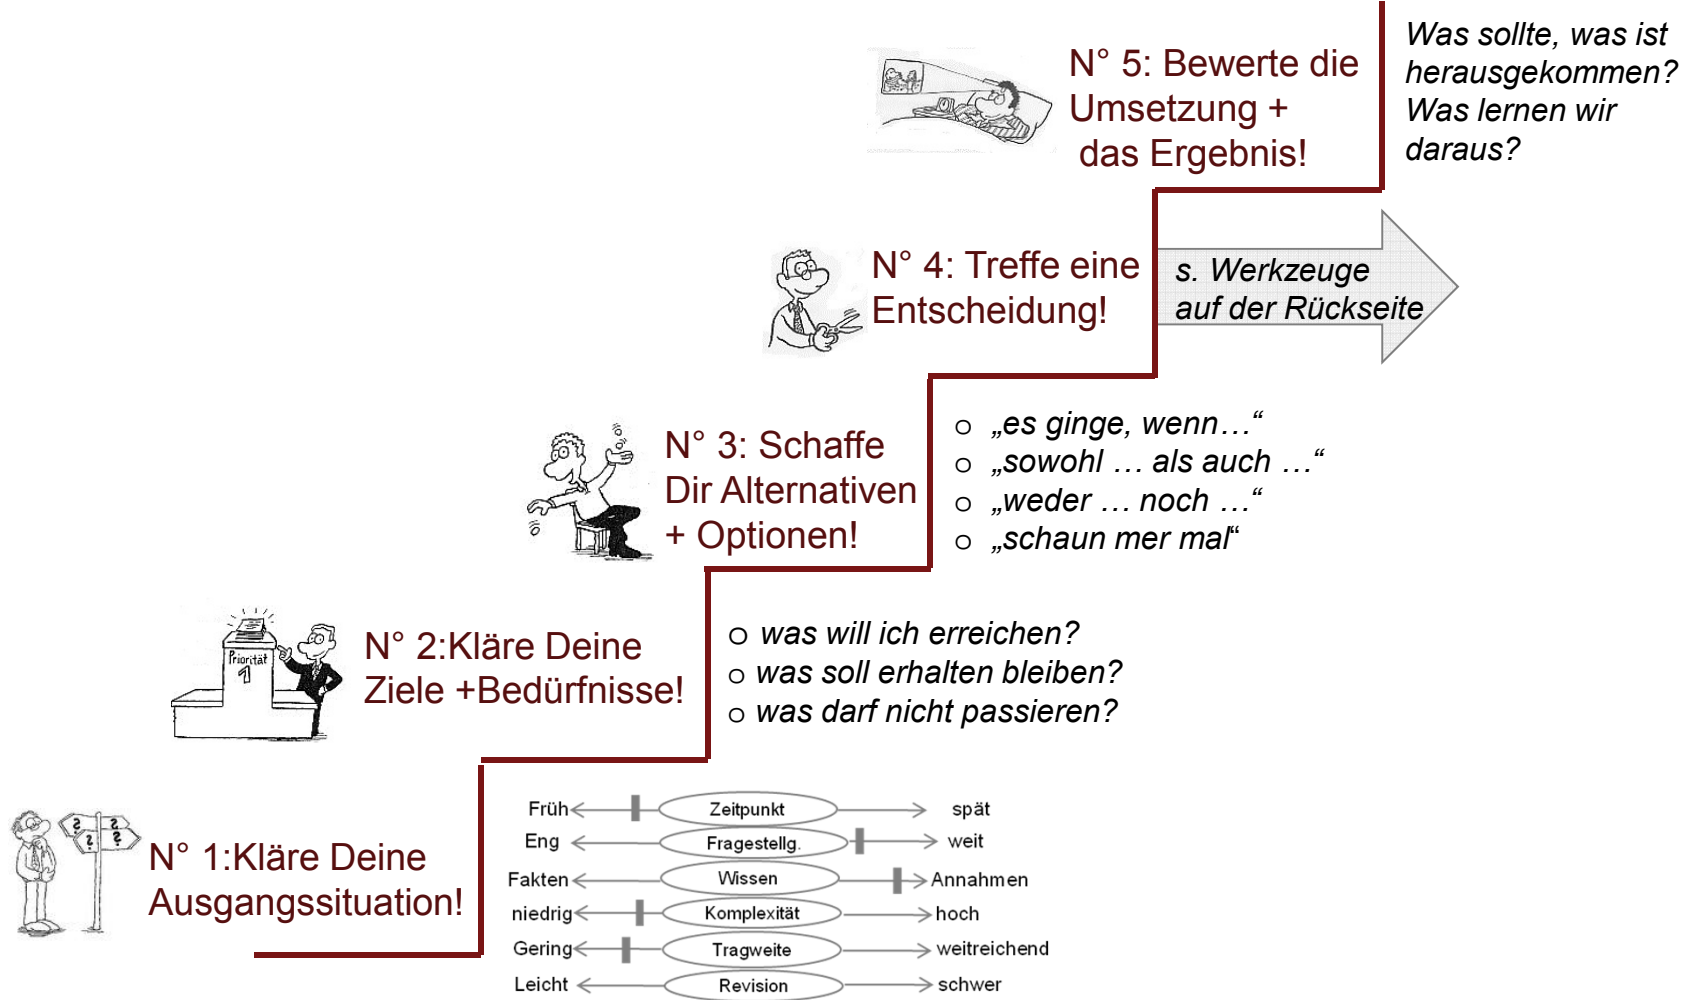 N° 5: Bewerte die
Umsetzung +
das Ergebnis!
Was sollte, was ist
herausgekommen?
Was lernen wir
daraus?
N° 4: Treffe eine
Entscheidung!
s. Werkzeuge
auf der Rückseite
N° 3: Schaffe
Dir Alternativen
+ Optionen!
o „es ginge, wenn…“
o „sowohl … als auch …“
o „weder … noch …“
o „schaun mer mal“
Priorität
1
N° 2:Kläre Deine
Ziele +Bedürfnisse!
o was will ich erreichen?
o was soll erhalten bleiben?
o was darf nicht passieren?
? ?
? ?
N° 1:Kläre Deine
Ausgangssituation!
Früh Zeitpunkt spät
Eng Fragestellg. weit
Fakten Wissen Annahmen
niedrig Komplexität hoch
Gering Tragweite weitreichend
Leicht Revision schwer